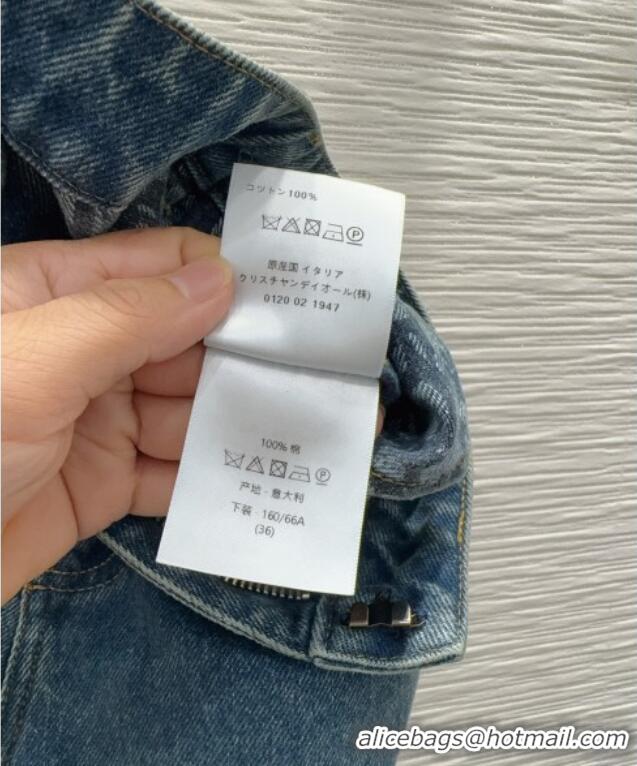 コットン100%
原産国 イタリア
クリスチャンディオール(株)
0120 02 1947
100% 棉
产地 - 意大利
下装 - 160/66A
(36)
alicebags@hotmail.com